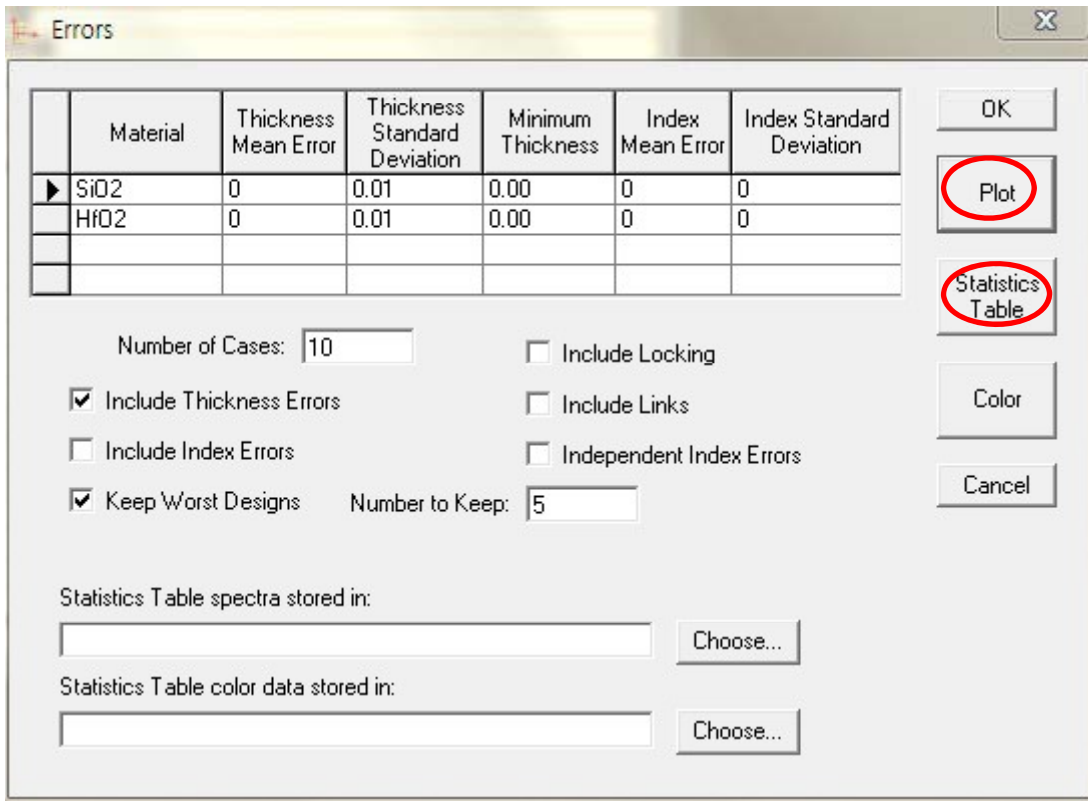 Errors
Material Thickness Mean Error Thickness Standard Deviation Minimum Thickness Index Mean Error Index Standard Deviation
SiO2 0 0.01 0.00 0 0
HfO2 0 0.01 0.00 0 0
OK
Plot
Statistics
Table
Color
Cancel
Number of Cases: 10
Include Locking
Include Thickness Errors
Include Links
Include Index Errors
Independent Index Errors
Keep Worst Designs Number to Keep: 5
Statistics Table spectra stored in:
Choose...
Statistics Table color data stored in:
Choose...